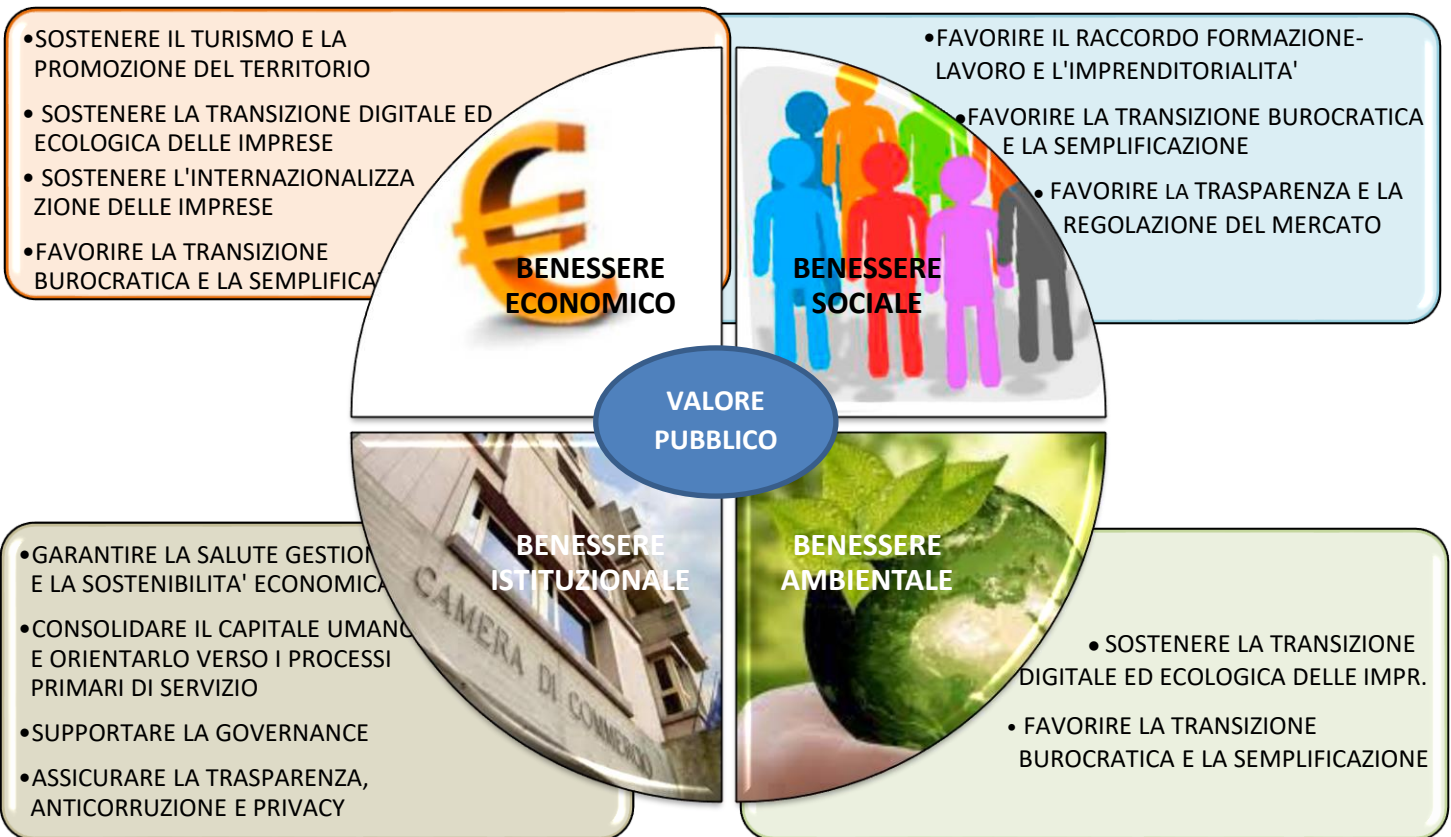 •SOSTENERE IL TURISMO E LA
PROMOZIONE DEL TERRITORIO
• SOSTENERE LA TRANSIZIONE DIGITALE ED
ECOLOGICA DELLE IMPRESE
• SOSTENERE L'INTERNAZIONALIZZA
ZIONE DELLE IMPRESE
•FAVORIRE LA TRANSIZIONE
BUROCRATICA E LA SEMPLIFICA
•FAVORIRE IL RACCORDO FORMAZIONE-
LAVORO E L'IMPRENDITORIALITA'
•FAVORIRE LA TRANSIZIONE BUROCRATICA
E LA SEMPLIFICAZIONE
• FAVORIRE LA TRASPARENZA E LA
REGOLAZIONE DEL MERCATO
BENESSERE
ECONOMICO
BENESSERE
SOCIALE
VALORE
PUBBLICO
BENESSERE
ISTITUZIONALE
CAMERA DI COMMERCIO
BENESSERE
AMBIENTALE
•GARANTIRE LA SALUTE GESTION
E LA SOSTENIBILITA' ECONOMICA
•CONSOLIDARE IL CAPITALE UMANO
E ORIENTARLO VERSO I PROCESSI
PRIMARI DI SERVIZIO
•SUPPORTARE LA GOVERNANCE
•ASSICURARE LA TRASPARENZA,
ANTICORRUZIONE E PRIVACY
• SOSTENERE LA TRANSIZIONE
DIGITALE ED ECOLOGICA DELLE IMPR.
• FAVORIRE LA TRANSIZIONE
BUROCRATICA E LA SEMPLIFICAZIONE